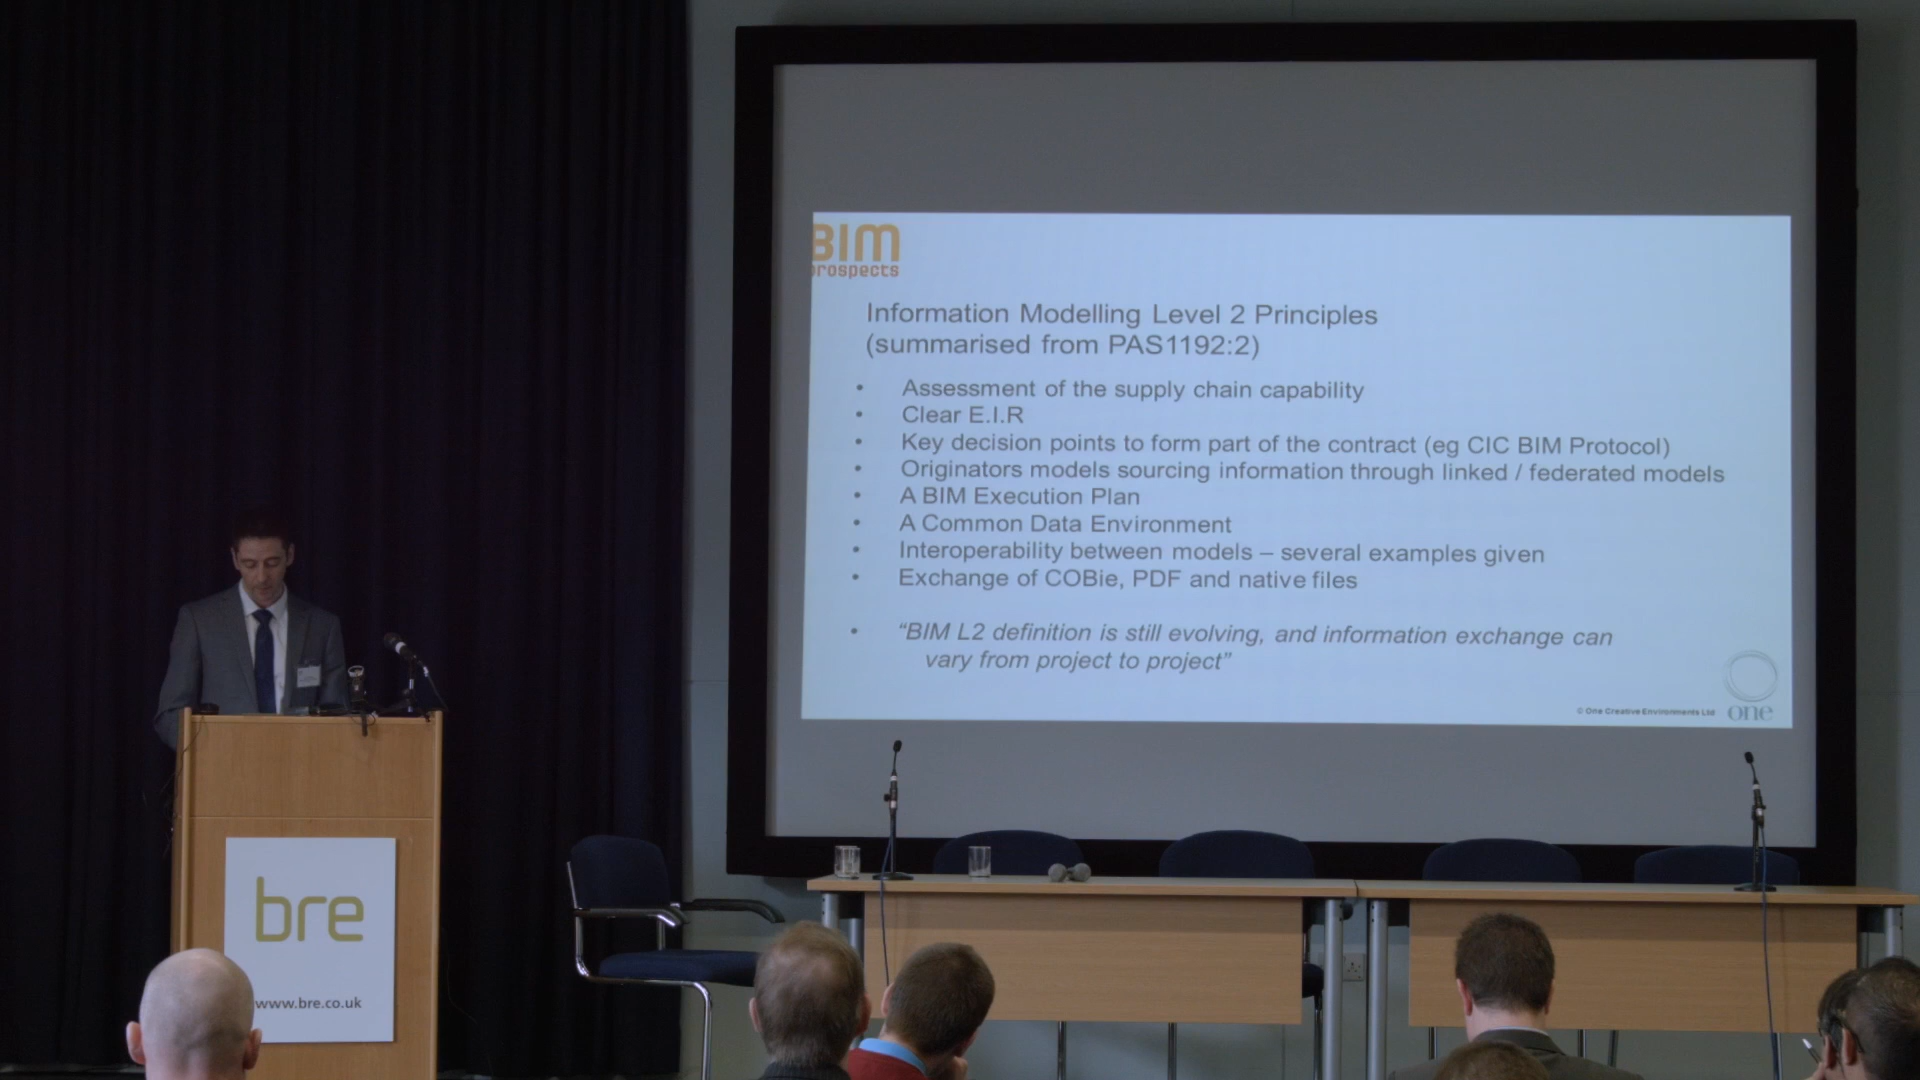 BIM
prospects
Information Modelling Level 2 Principles
(summarised from PAS1192:2)
• Assessment of the supply chain capability
• Clear E.I.R
• Key decision points to form part of the contract (eg CIC BIM Protocol)
• Originators models sourcing information through linked / federated models
• A BIM Execution Plan
• A Common Data Environment
• Interoperability between models – several examples given
• Exchange of COBie, PDF and native files
• “BIM L2 definition is still evolving, and information exchange can
vary from project to project”
© One Creative Environments Ltd
one
bre
www.bre.co.uk